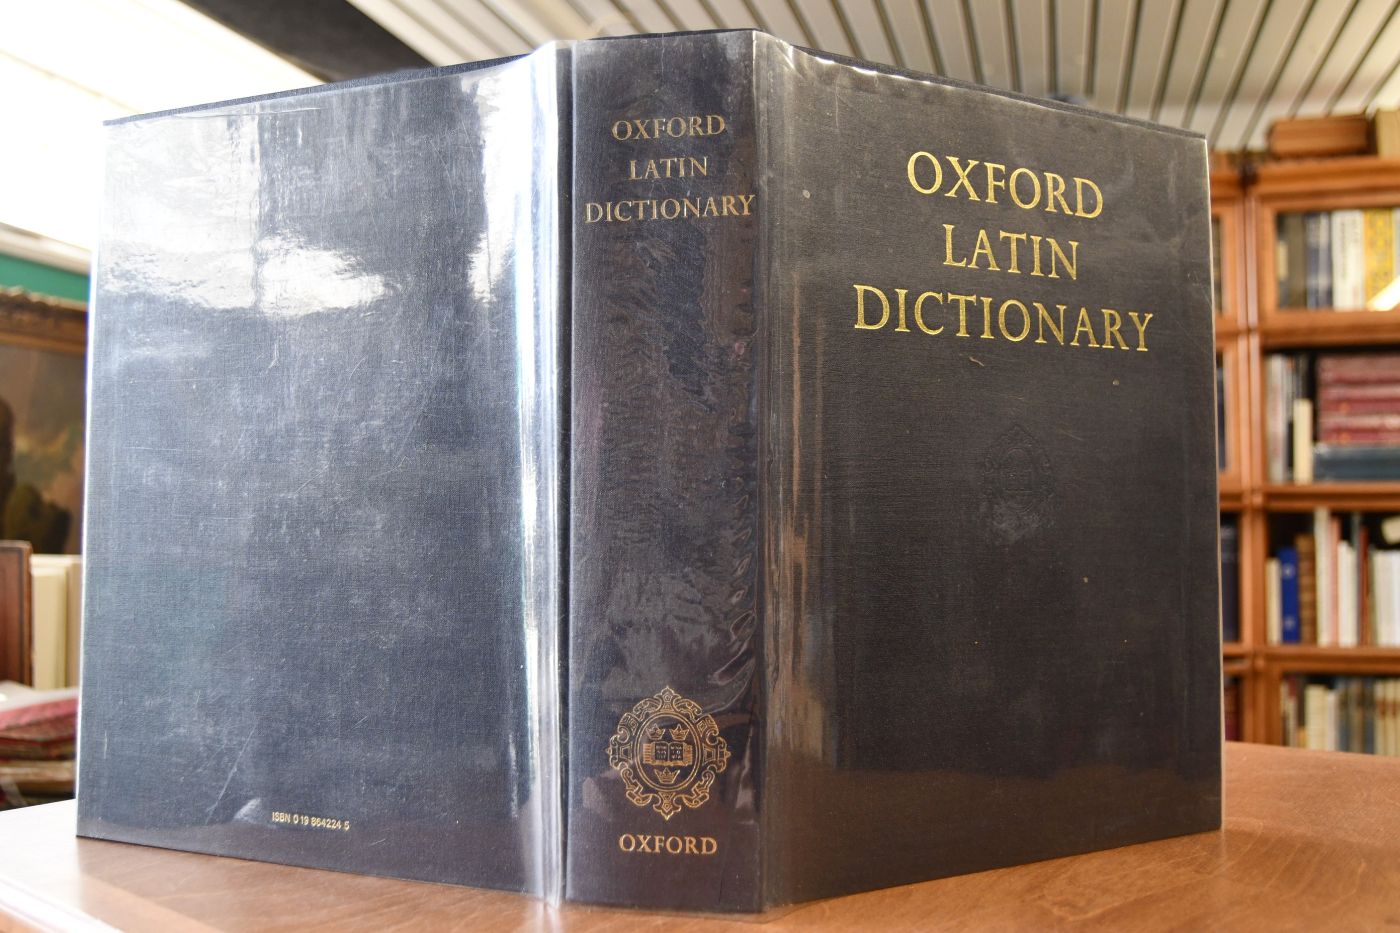 OXFORD
LATIN
DICTIONARY
OXFORD
ISBN 0 19 864224 5
OXFORD
LATIN
DICTIONARY